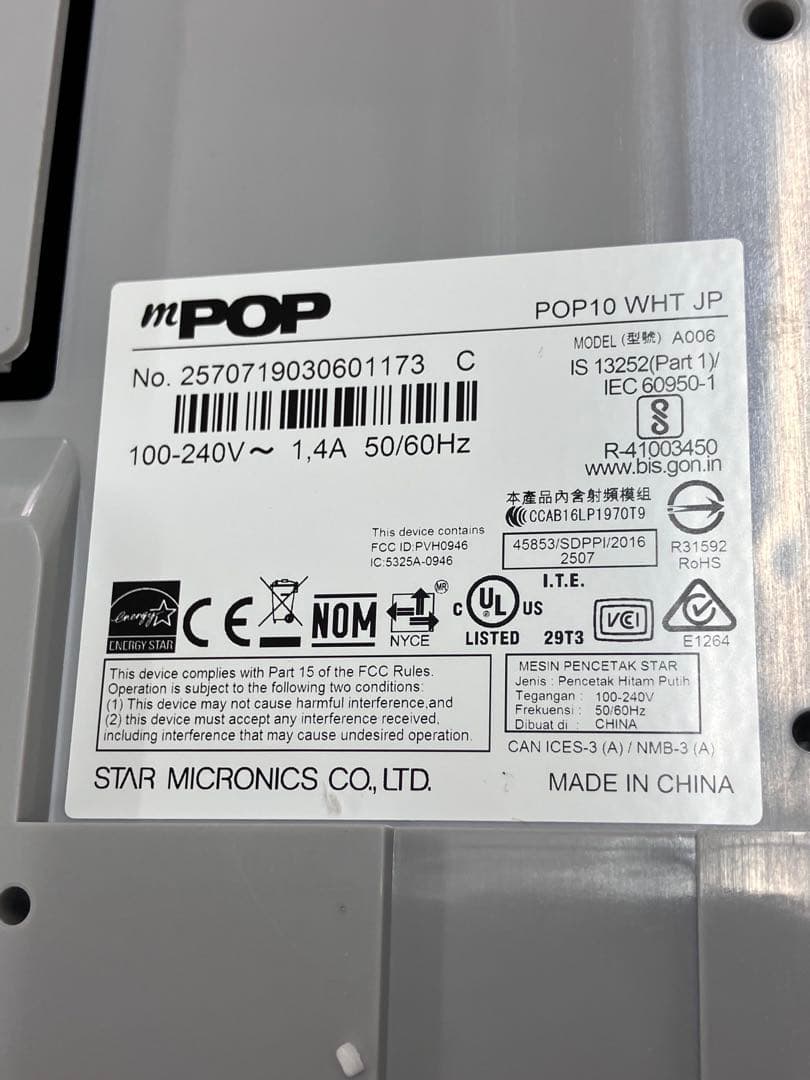 mPOP
POP10 WHT JP
MODEL (型號) A006
No. 2570719030601173 C
IS 13252(Part 1)/
IEC 60950-1
100-240V～ 1,4A 50/60Hz
R-41003450
www.bis.gon.in
本產品內含射頻模組
CCAB16LP1970T9
This device contains
FCC ID:PVH0946
IC:5325A-0946
45853/SDPPI/2016
2507
R31592
RoHS
I.T.E.
energy
ENERGY STAR
CE
NOM
MR
NYCE
C UL US
LISTED 29T3
VCCI
E1264
This device complies with Part 15 of the FCC Rules.
Operation is subject to the following two conditions:
(1) This device may not cause harmful interference,and
(2) this device must accept any interference received,
including interference that may cause undesired operation.
MESIN PENCETAK STAR
Jenis : Pencetak Hitam Putih
Tegangan : 100-240V
Frekuensi : 50/60Hz
Dibuat di : CHINA
CAN ICES-3 (A) / NMB-3 (A)
STAR MICRONICS CO., LTD.
MADE IN CHINA